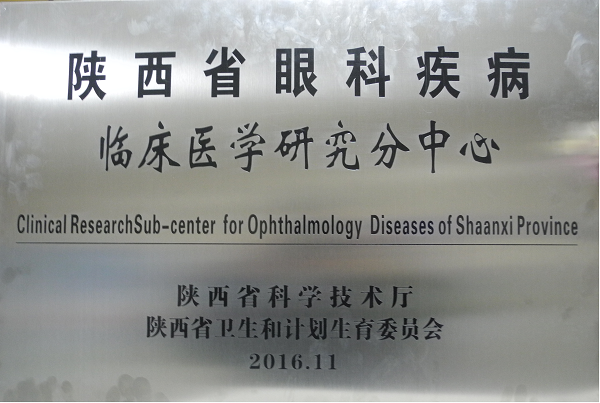 陕西省眼科疾病
临床医学研究分中心
Clinical ResearchSub-center for Ophthalmology Diseases of Shaanxi Province
陕西省科学技术厅
陕西省卫生和计划生育委员会
2016.11